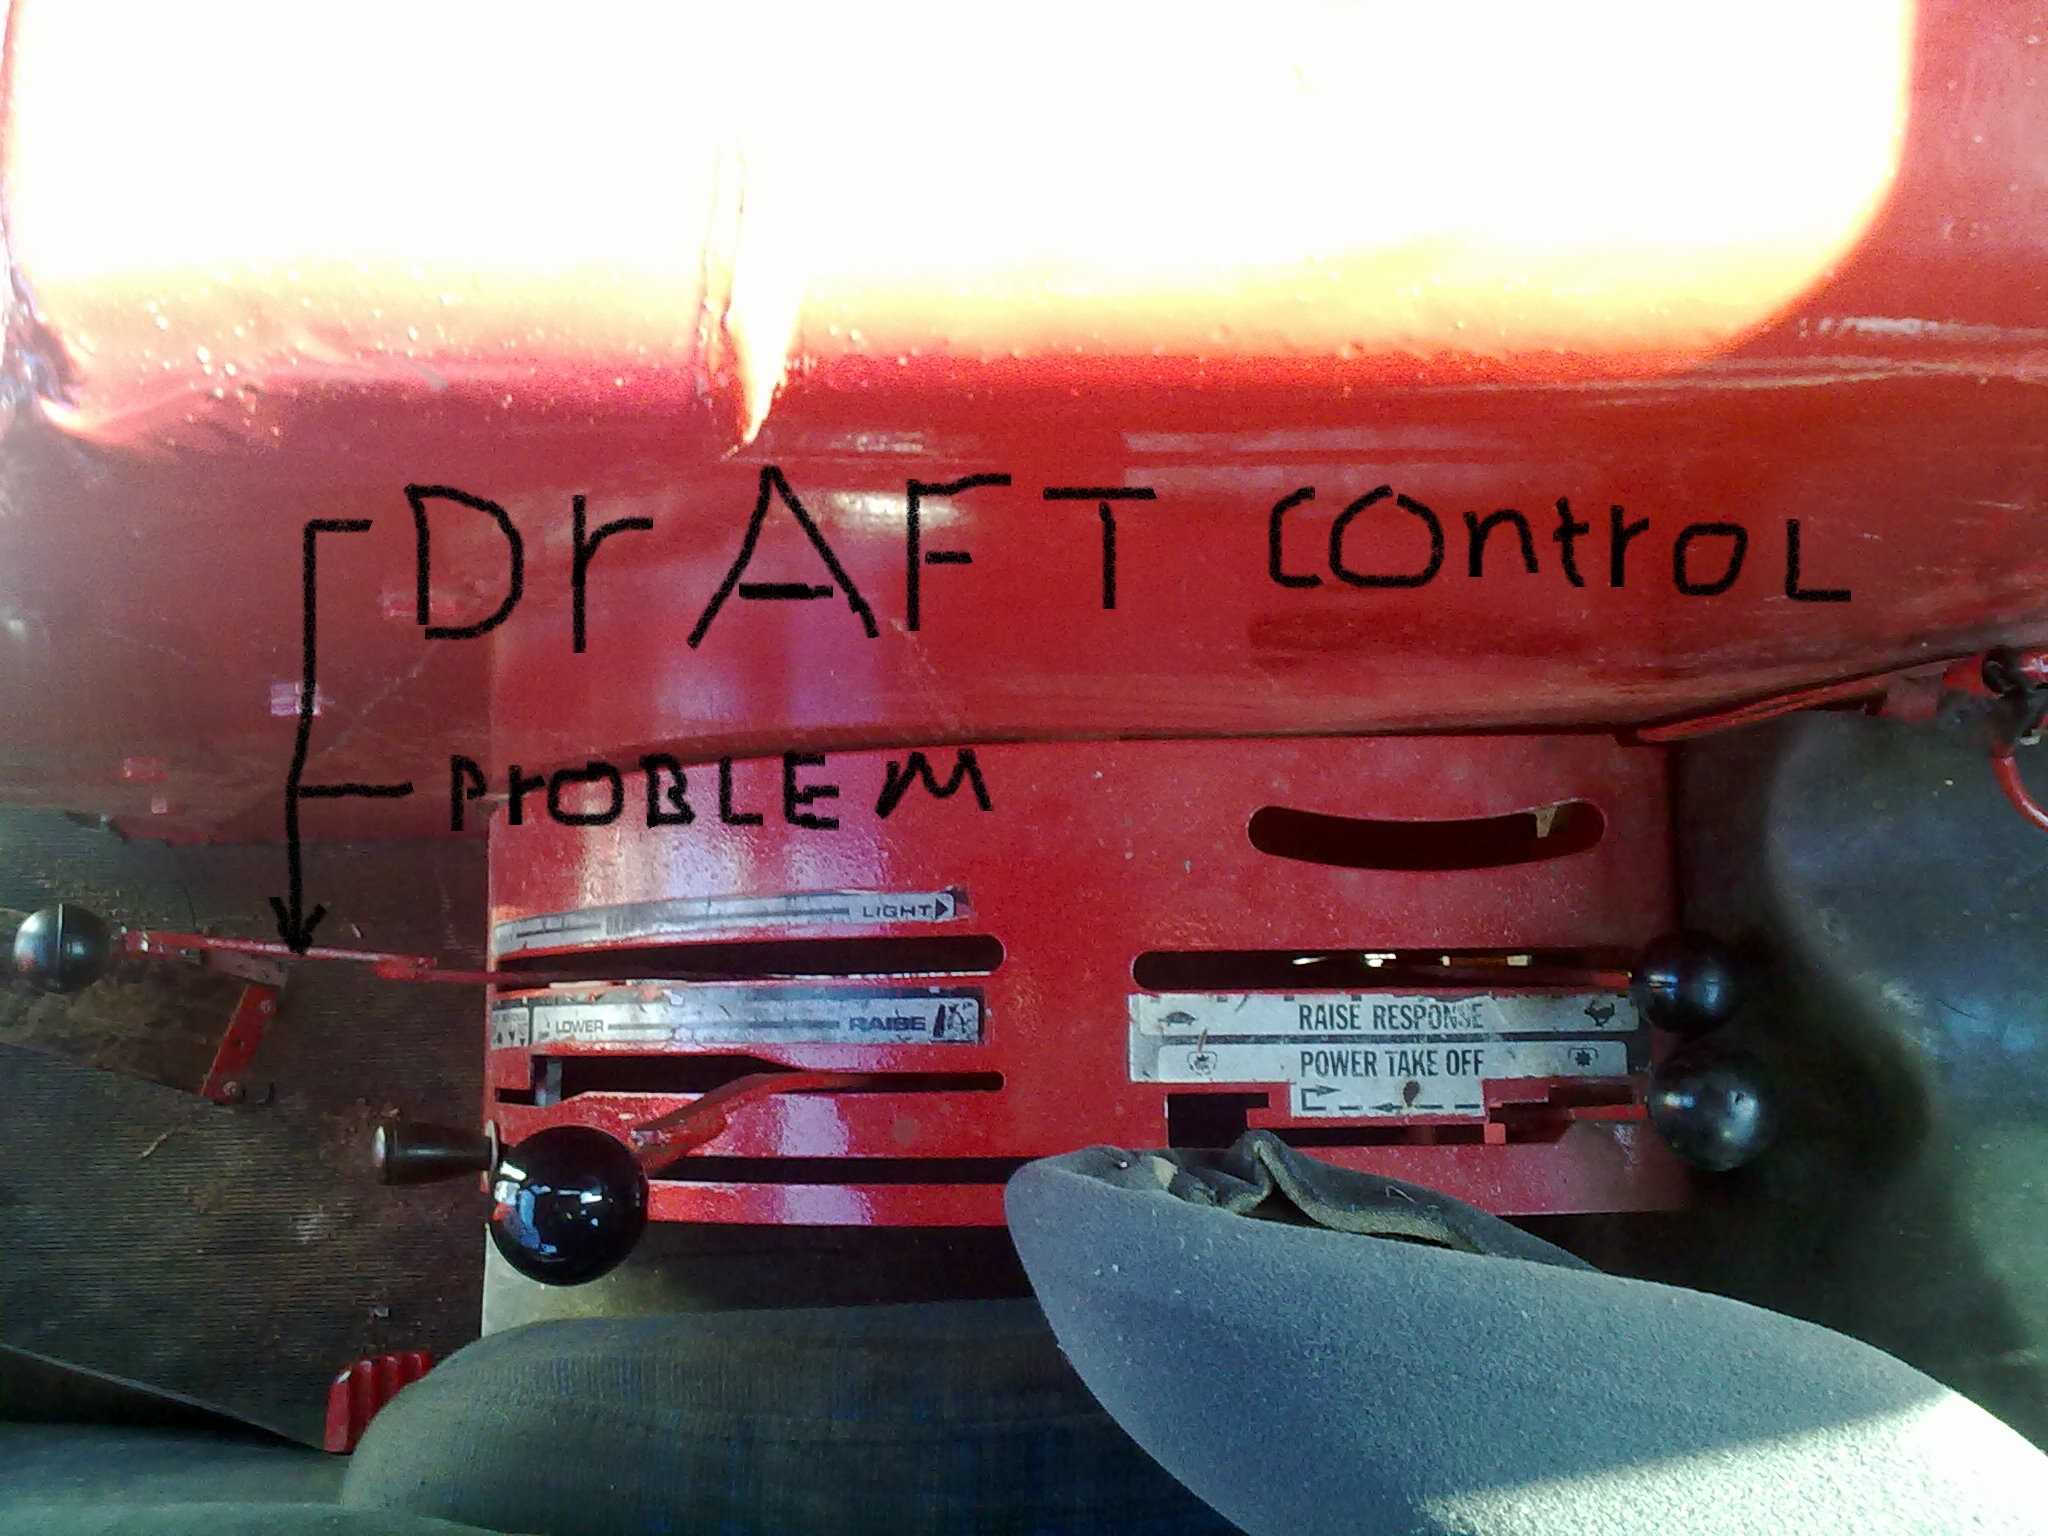 DrAFT COntrOL
PrOBLEM
LIGHT
LOWER RAISE
RAISE RESPONSE
POWER TAKE OFF